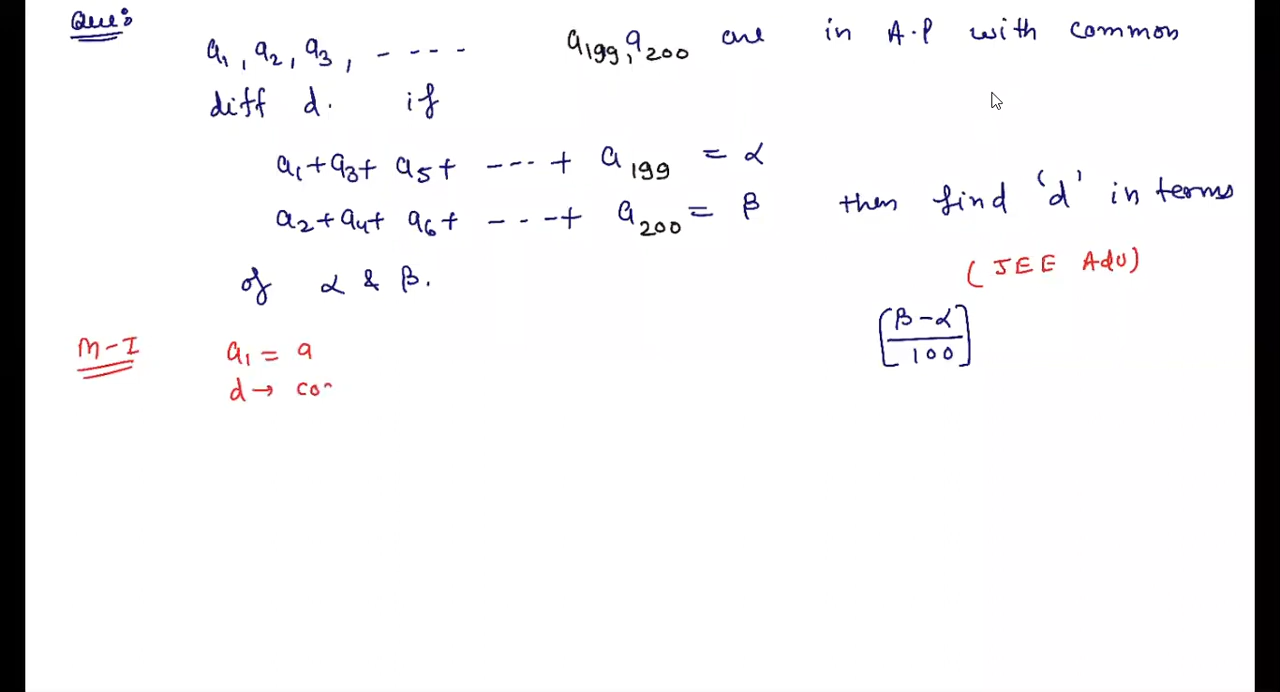 Que:
a₁, a₂, a₃, - - - - - a₁₉₉, a₂₀₀ are in A.P with common
diff d. if
a₁+a₃+ a₅+ ---- + a₁₉₉ = α
a₂+a₄+ a₆+ - - - -+ a₂₀₀ = β then find 'd' in terms
of α & β.
(JEE Adv)
[β-α/100]
M-I a₁ = a
d→ co